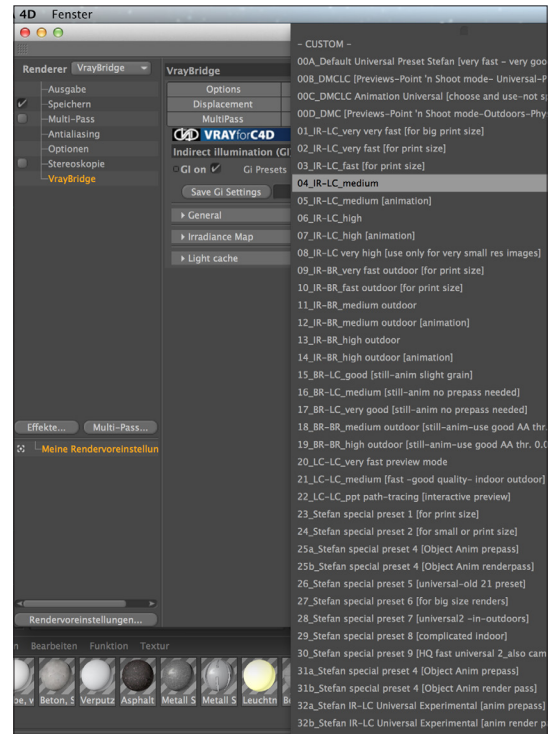 4D Fenster
Renderer VrayBridge
Ausgabe
Speichern
Multi-Pass
Antialiasing
Optionen
Stereoskopie
VrayBridge
Effekte... Multi-Pass...
Meine Rendervoreinstellun
Rendervoreinstellungen...
VrayBridge
Options
Displacement
MultiPass
VRAYforC4D
Indirect illumination (GI
GI on Gi Presets
Save Gi Settings
General
Irradiance Map
Light cache
- CUSTOM -
00A_Default Universal Preset Stefan [very fast - very goo
00B_DMCLC [Previews-Point 'n Shoot mode- Universal-P
00C_DMCLC Animation Universal [choose and use-not s
00D_DMC [Previews-Point 'n Shoot mode-Outdoors-Phy
01_IR-LC_very very fast [for big print size]
02_IR-LC_very fast [for print size]
03_IR-LC_fast [for print size]
04_IR-LC_medium
05_IR-LC_medium [animation]
06_IR-LC_high
07_IR-LC_high [animation]
08_IR-LC very high [use only for very small res images]
09_IR-BR_very fast outdoor [for print size]
10_IR-BR_fast outdoor [for print size]
11_IR-BR_medium outdoor
12_IR-BR_medium outdoor [animation]
13_IR-BR_high outdoor
14_IR-BR_high outdoor [animation]
15_BR-LC_good [still-anim slight grain]
16_BR-LC_medium [still-anim no prepass needed]
17_BR-LC_very good [still-anim no prepass needed]
18_BR-BR_medium outdoor [still-anim-use good AA thr.
19_BR-BR_high outdoor [still-anim-use good AA thr. 0.0
20_LC-LC_very fast preview mode
21_LC-LC_medium [fast -good quality- indoor outdoor]
22_LC-LC_ppt path-tracing [interactive preview]
23_Stefan special preset 1 [for print size]
24_Stefan special preset 2 [for small or print size]
25a_Stefan special preset 4 [Object Anim prepass]
25b_Stefan special preset 4 [Object Anim renderpass]
26_Stefan special preset 5 [universal-old 21 preset]
27_Stefan special preset 6 [for big size renders]
28_Stefan special preset 7 [universal2 -in-outdoors]
29_Stefan special preset 8 [complicated indoor]
30_Stefan special preset 9 [HQ fast universal 2_also cam
31a_Stefan special preset 4 [Object Anim prepass]
31b_Stefan special preset 4 [Object Anim render pass]
32a_Stefan IR-LC Universal Experimental [anim prepass]
32b_Stefan IR-LC Universal Experimental [anim render p
n Bearbeiten Funktion Textur
be, v Beton, S Verputz Asphalt Metall S Metall S Leuchtn Be